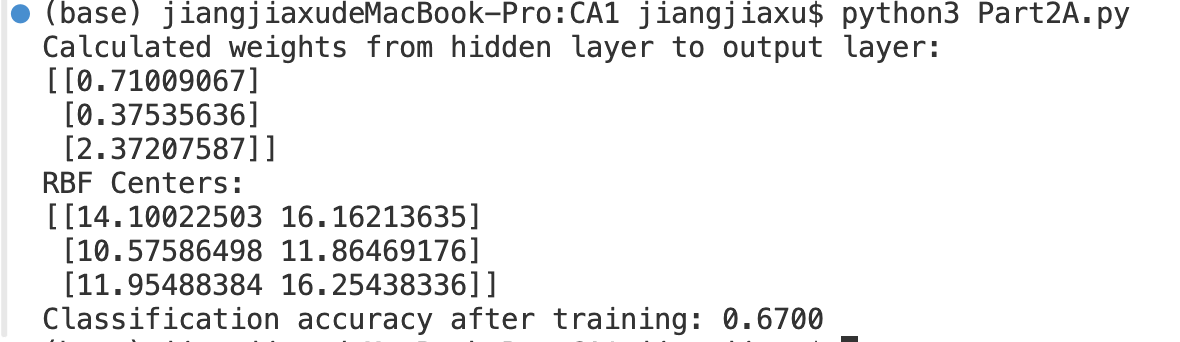 (base) jiangjiaxudeMacBook-Pro:CA1 jiangjiaxu$ python3 Part2A.py
Calculated weights from hidden layer to output layer:
[[0.71009067]
[0.37535636]
[2.37207587]]
RBF Centers:
[[14.10022503 16.16213635]
[10.57586498 11.86469176]
[11.95488384 16.25438336]]
Classification accuracy after training: 0.6700